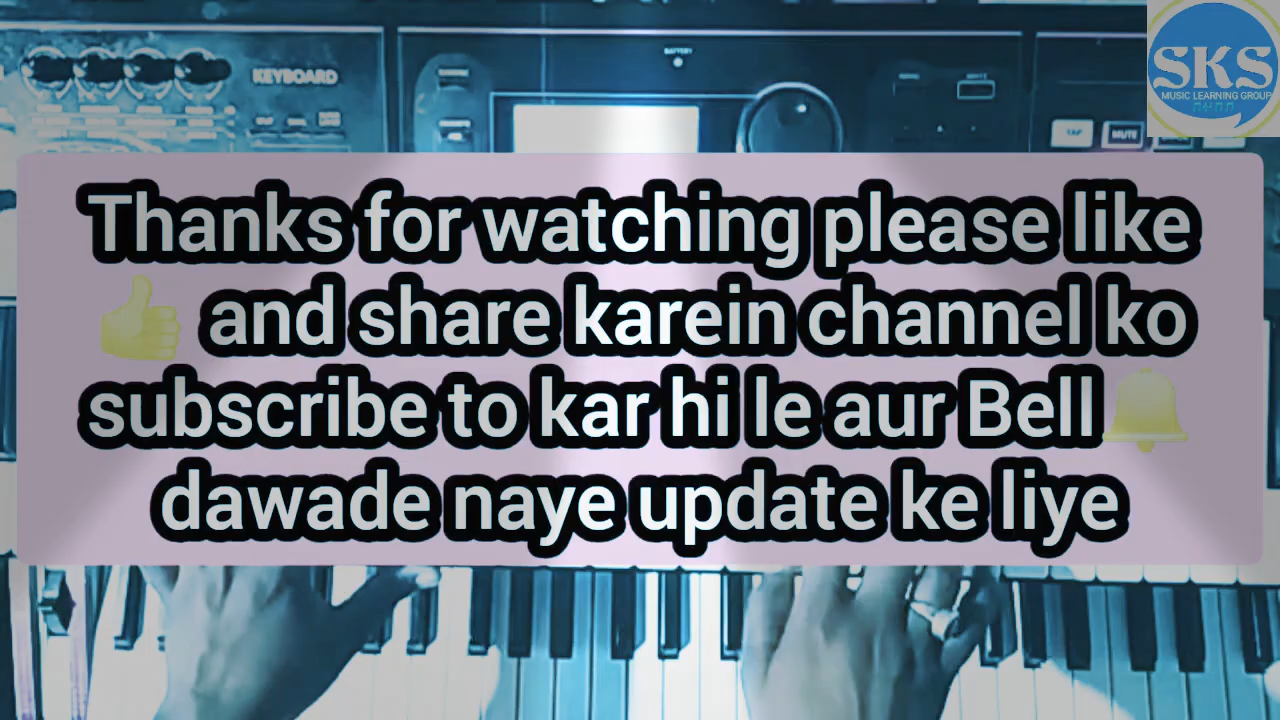 KEYBOARD
BATTERY
SKS
MUSIC LEARNING GROUP
TAP
MUTE
Thanks for watching please like
👍 and share karein channel ko
subscribe to kar hi le aur Bell🔔
dawade naye update ke liye